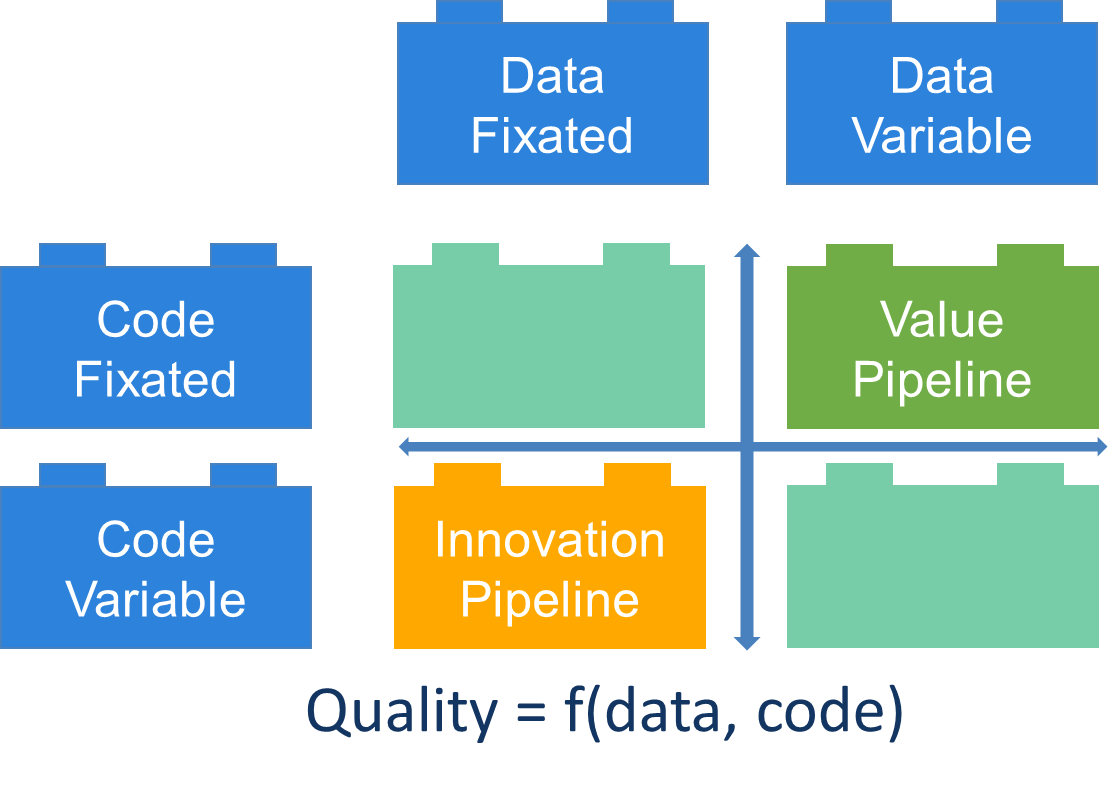 Data
Fixated
Data
Variable
Code
Fixated
Value
Pipeline
Code
Variable
Innovation
Pipeline
Quality = f(data, code)